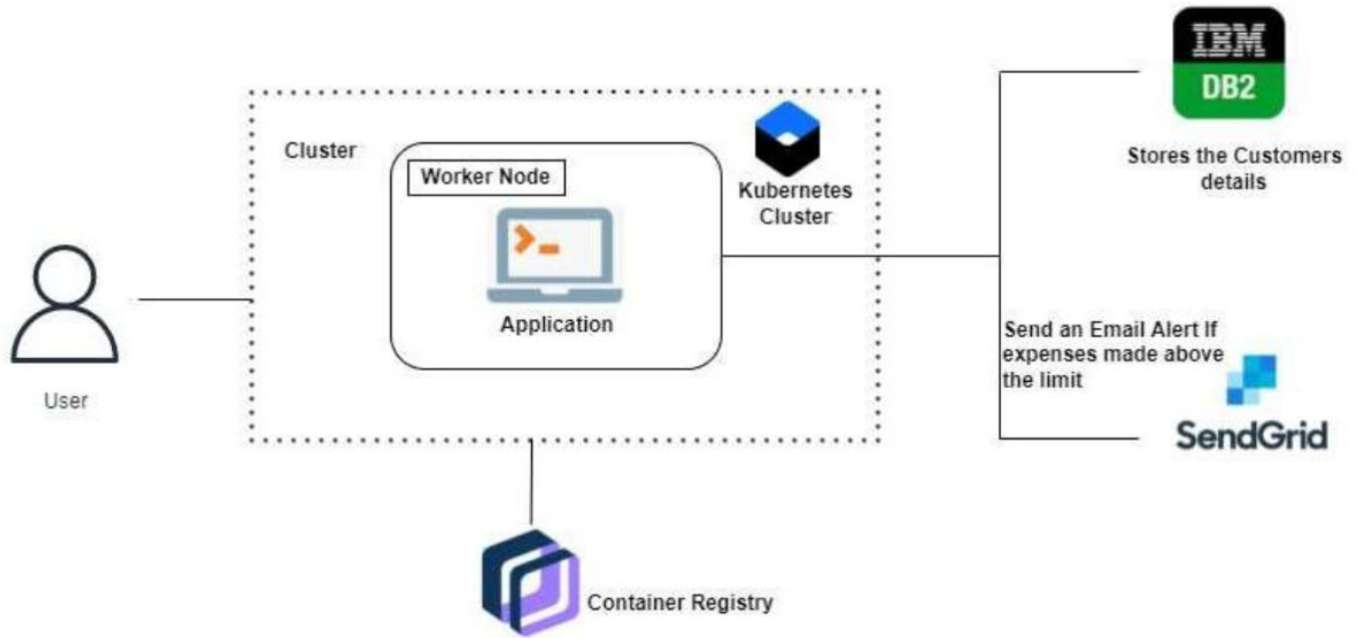 IBM
DB2
Stores the Customers
details
Cluster
Worker Node
Kubernetes
Cluster
Application
User
Send an Email Alert If
expenses made above
the limit
SendGrid
Container Registry